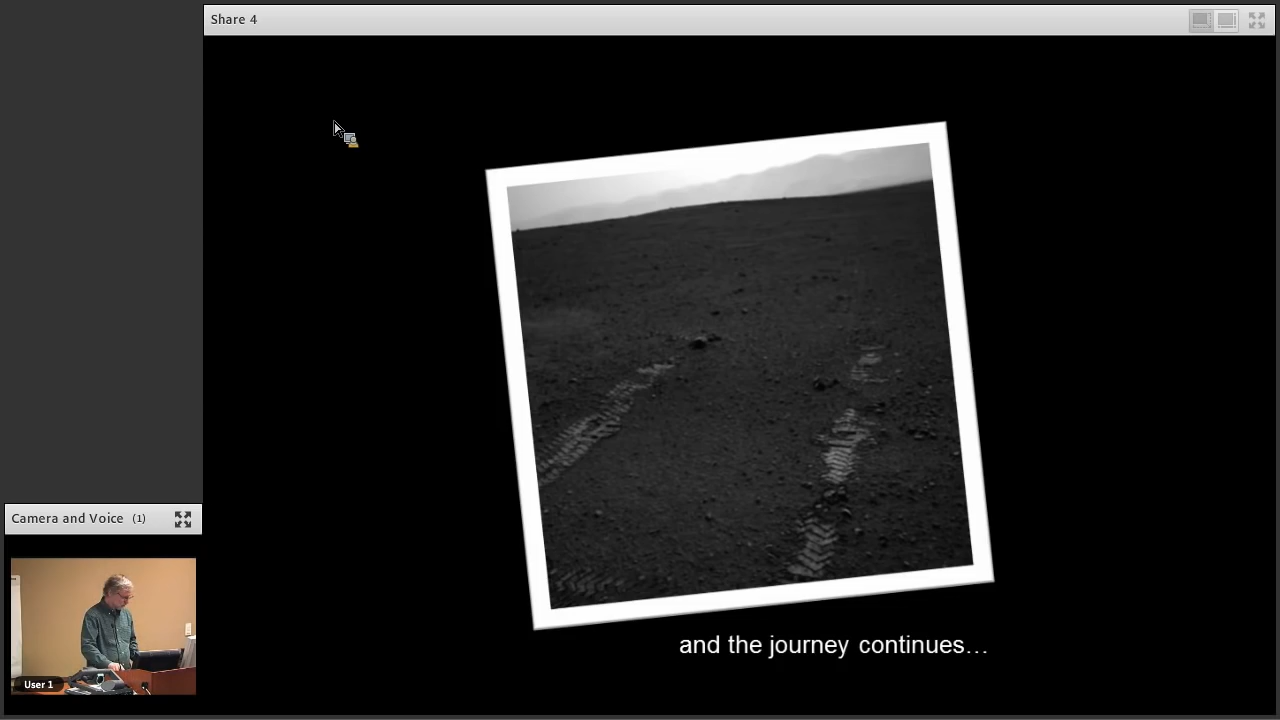 Share 4
Camera and Voice (1)
User 1
and the journey continues…